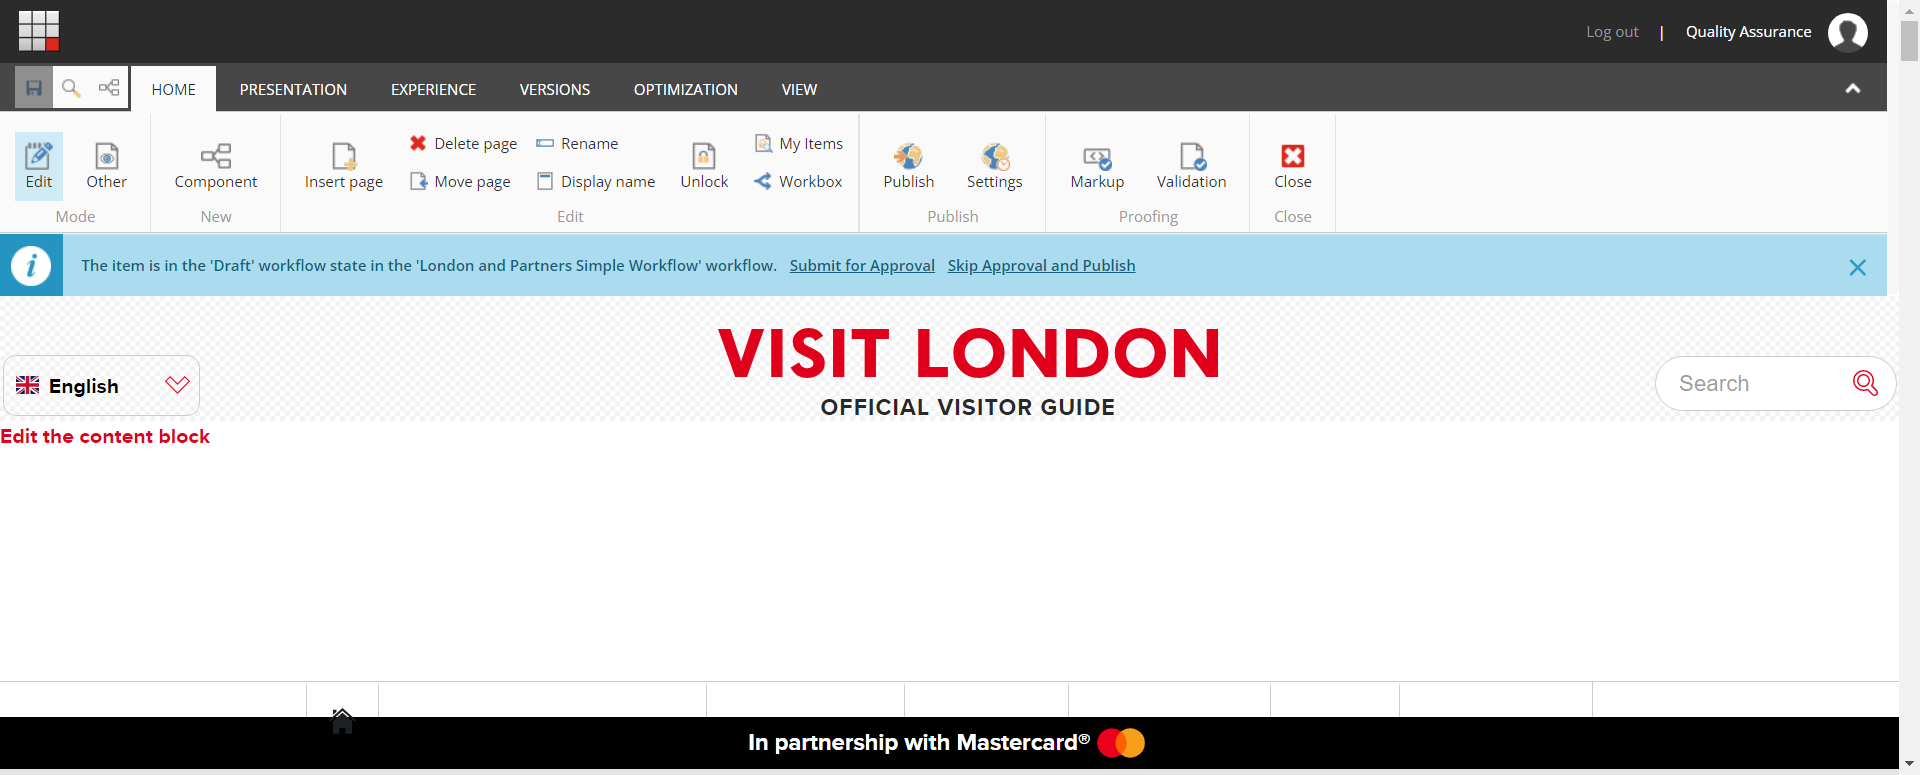 Log out | Quality Assurance
HOME PRESENTATION EXPERIENCE VERSIONS OPTIMIZATION VIEW
Delete page Rename My Items
Edit Other Component Insert page Move page Display name Unlock Workbox Publish Settings Markup Validation Close
Mode New Edit Publish Proofing Close
The item is in the 'Draft' workflow state in the 'London and Partners Simple Workflow' workflow. Submit for Approval Skip Approval and Publish
VISIT LONDON
English Search
OFFICIAL VISITOR GUIDE
Edit the content block
In partnership with Mastercard®